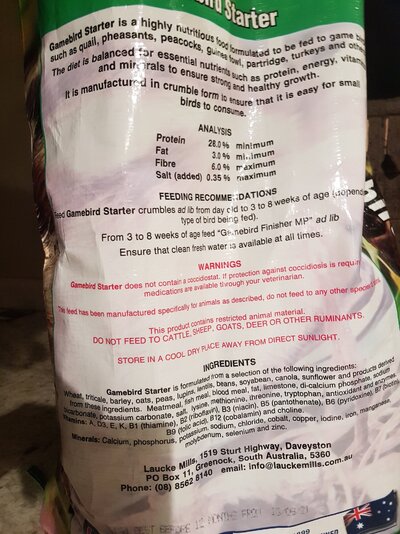 Gamebird Starter
Gamebird Starter is a highly nutritious food formulated to be fed to game
such as quail, pheasants, peacocks, guinea fowl, partridge, turkeys and other
The diet is balanced for essential nutrients such as protein, energy,
and minerals to ensure strong and healthy growth.
It is manufactured in crumble form to ensure that it is easy for small
birds to consume.
ANALYSIS
Protein 28.0 % minimum
Fat 3.0 % minimum
Fibre 6.0 % maximum
Salt (added) 0.35 % maximum
FEEDING RECOMMENDATIONS
Feed Gamebird Starter crumbles ad lib from day old to 3 to 8 weeks of age
type of bird being fed).
From 3 to 8 weeks of age feed "Gamebird Finisher MP" ad lib
Ensure that clean fresh water is available at all times.
WARNINGS
Gamebird Starter does not contain a coccidiostat. If protection against coccidiosis is
medications are available through your veterinarian.
This feed has been manufactured specifically for animals as described, do not feed to any other
This product contains restricted animal material.
DO NOT FEED TO CATTLE, SHEEP, GOATS, DEER OR OTHER RUMINANTS.
STORE IN A COOL DRY PLACE AWAY FROM DIRECT SUNLIGHT.
INGREDIENTS
Gamebird Starter is formulated from a selection of the following ingredients:
Wheat, triticale, barley, oats, peas, lupins, lentils, beans, soyabean, canola, sunflower and products derived
from these ingredients. Meatmeal, fish meal, blood meal, fat, limestone, di-calcium phosphate, sodium
bicarbonate, potassium carbonate, salt, lysine, methionine, threonine, tryptophan, antioxidant and enzymes.
Vitamins: A, D3, E, K, B1 (thiamine), B2 (riboflavin), B3 (niacin), B5 (pantothenate), B6 (pyridoxine), B7 (biotin),
B9 (folic acid), B12 (cobalamin) and choline.
Minerals: Calcium, phosphorus, potassium, sodium, chloride, cobalt, copper, iodine, iron, manganese,
molybdenum, selenium and zinc.
Laucke Mills, 1519 Sturt Highway, Daveyston
PO Box 11, Greenock, South Australia, 5360
Phone: (08) 8562 8140 email: info@lauckemills.com.au
BEST BEFORE 12 MONTHS FROM